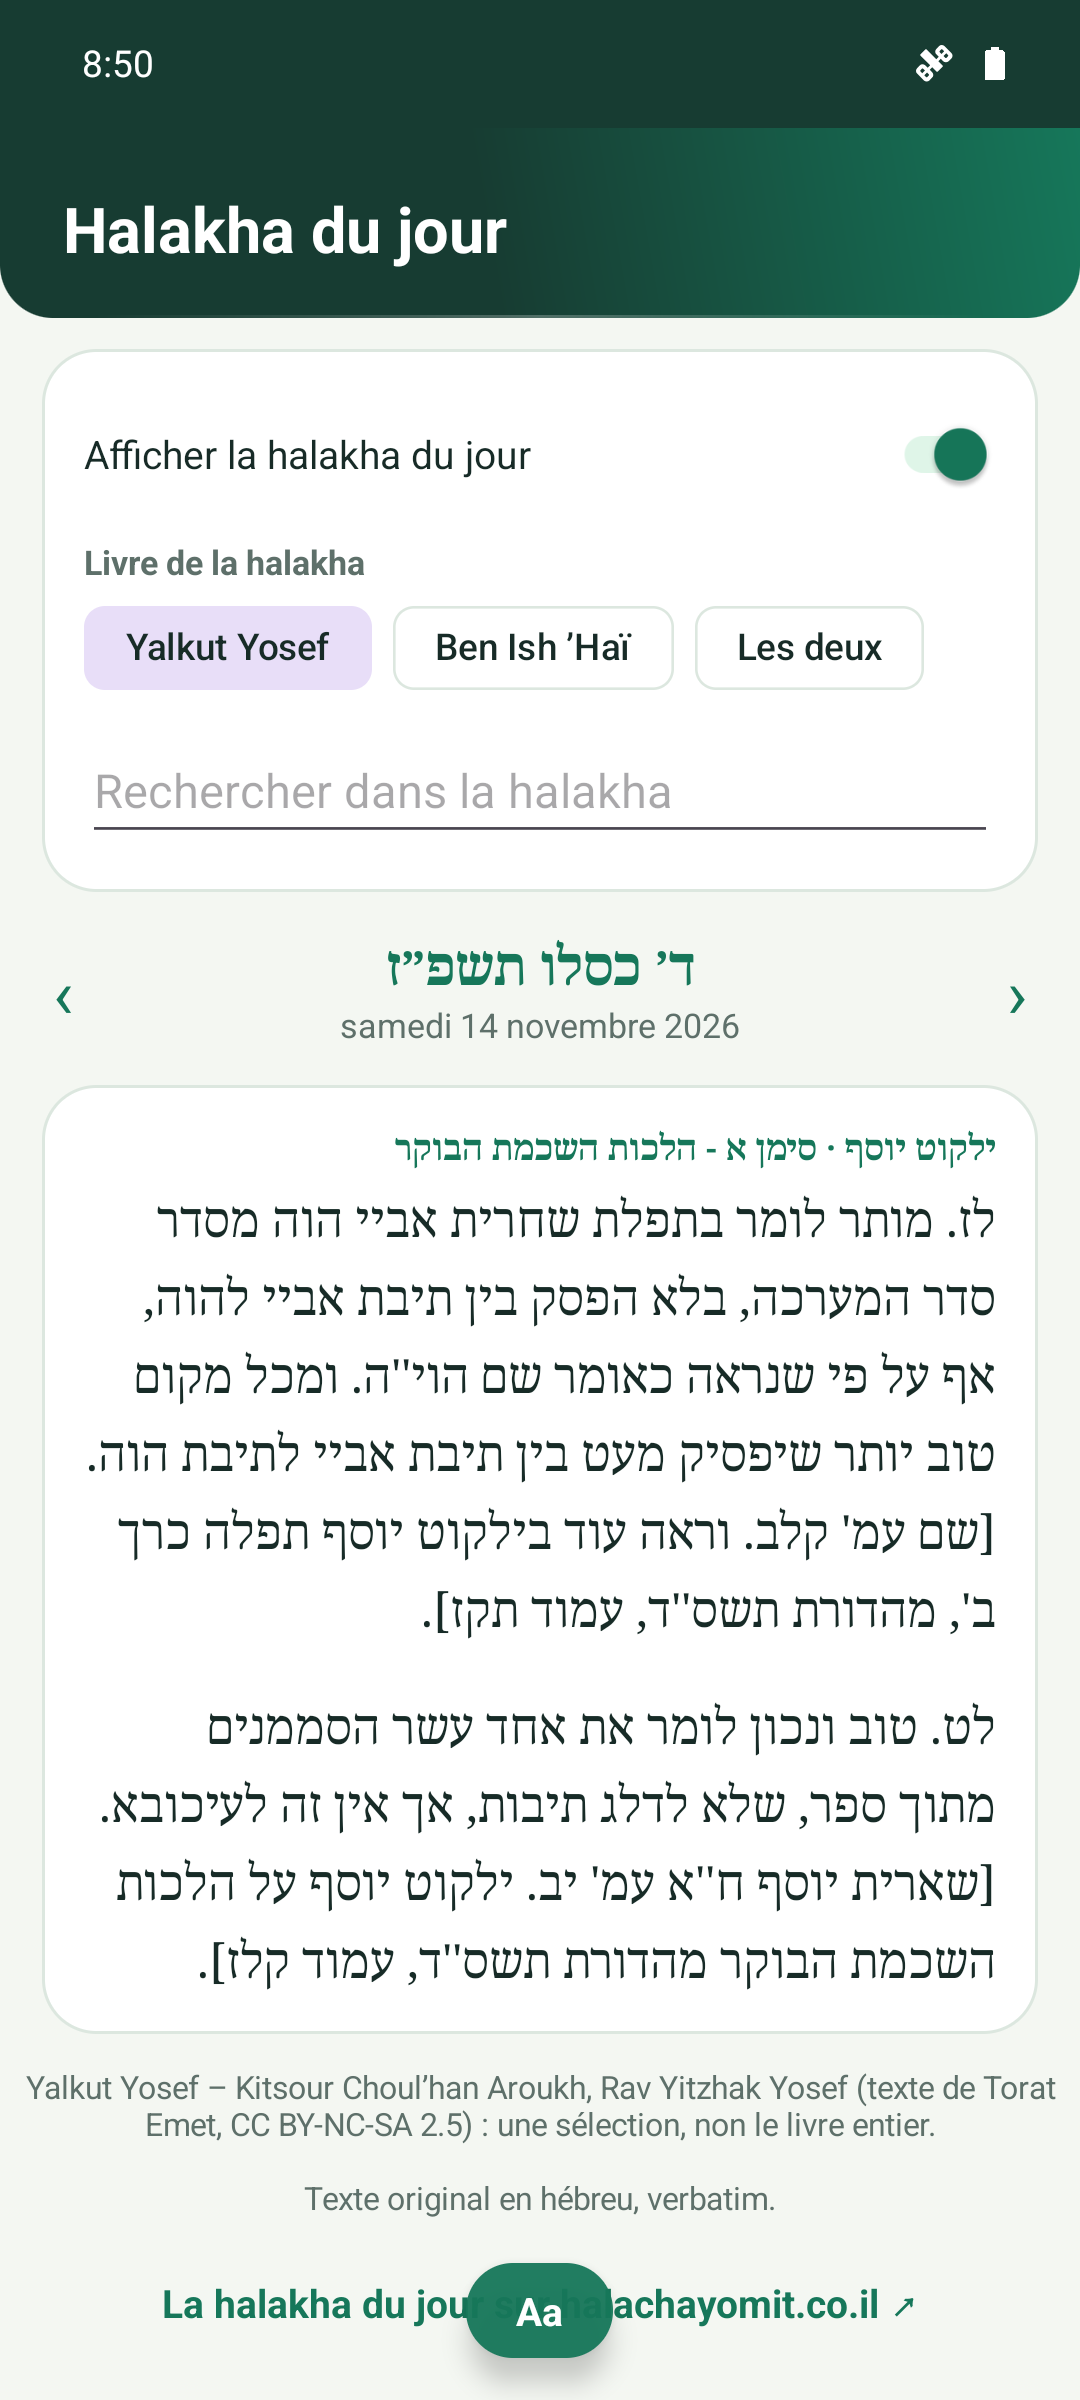 8:50
Halakha du jour
Afficher la halakha du jour
Livre de la halakha
Yalkut Yosef
Ben Ish ’Haï
Les deux
Rechercher dans la halakha
ד׳ כסלו תשפ״ז
‹
›
samedi 14 novembre 2026
ילקוט יוסף · סימן א - הלכות השכמת הבוקר
לז. מותר לומר בתפלת שחרית אביי הוה מסדר
סדר המערכה, בלא הפסק בין תיבת אביי להוה,
אף על פי שנראה כאומר שם הוי''ה. ומכל מקום
טוב יותר שיפסיק מעט בין תיבת אביי לתיבת הוה.
[שם עמ' קלב. וראה עוד בילקוט יוסף תפלה כרך
ב', מהדורת תשס''ד, עמוד תקז].
לט. טוב ונכון לומר את אחד עשר הסממנים
מתוך ספר, שלא לדלג תיבות, אך אין זה לעיכובא.
[שארית יוסף ח''א עמ' יב. ילקוט יוסף על הלכות
השכמת הבוקר מהדורת תשס''ד, עמוד קלז].
Yalkut Yosef – Kitsour Choul’han Aroukh, Rav Yitzhak Yosef (texte de Torat
Emet, CC BY-NC-SA 2.5) : une sélection, non le livre entier.
Texte original en hébreu, verbatim.
La halakha du jour sur halachayomit.co.il ↗
Aa